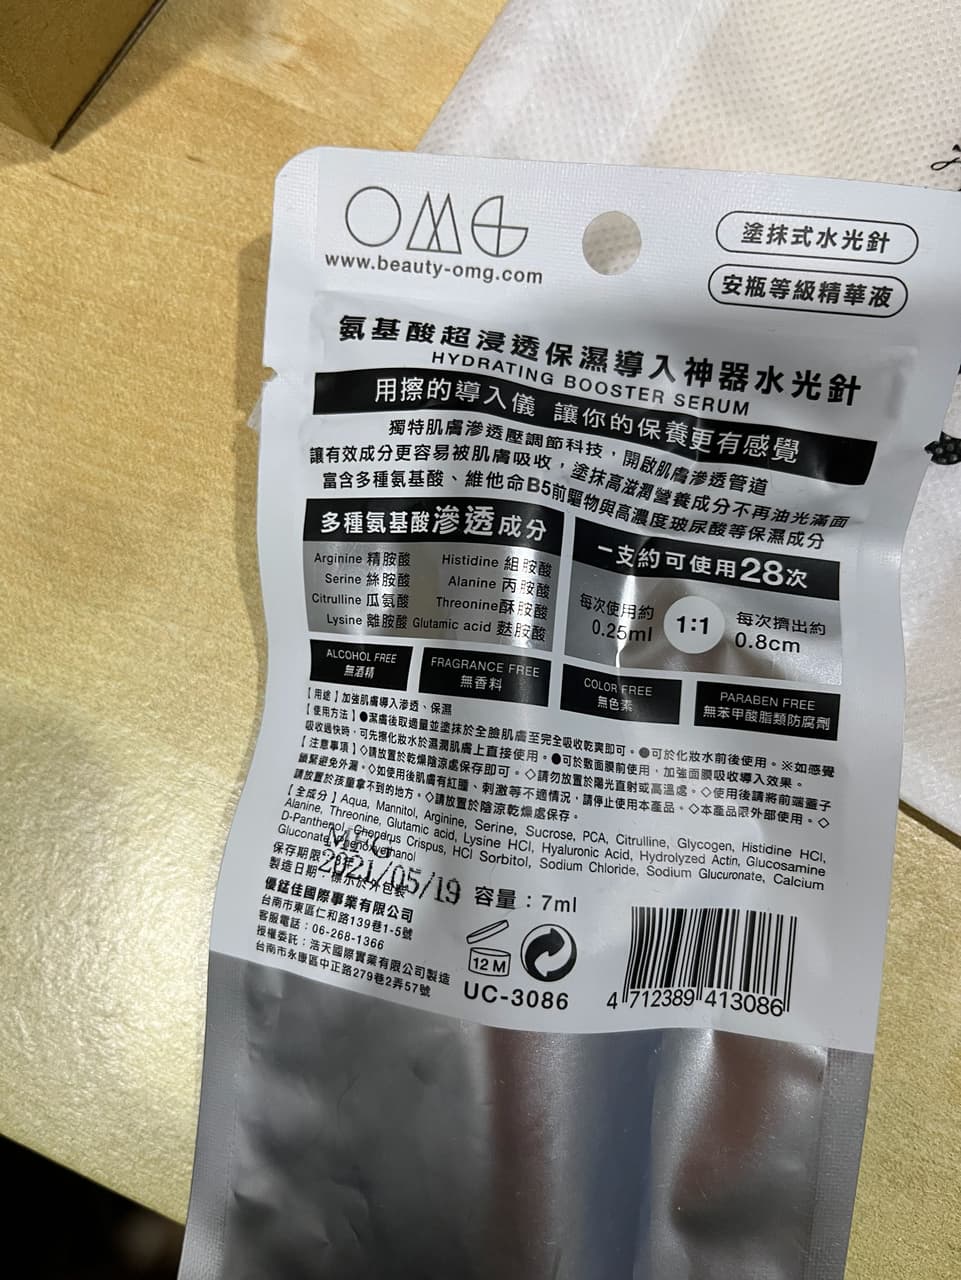 OMG
www.beauty-omg.com
塗抹式水光針
安瓶等級精華液
氨基酸超浸透保濕導入神器水光針
HYDRATING BOOSTER SERUM
用擦的導入儀 讓你的保養更有感覺
獨特肌膚滲透壓調節科技，開啟肌膚滲透管道
讓有效成分更容易被肌膚吸收，塗抹高滋潤營養成分不再油光滿面
富含多種氨基酸、維他命B5前驅物與高濃度玻尿酸等保濕成分
多種氨基酸滲透成分
Arginine 精胺酸 Histidine 組胺酸
Serine 絲胺酸 Alanine 丙胺酸
Citrulline 瓜氨酸 Threonine酥胺酸
Lysine 離胺酸 Glutamic acid 麩胺酸
一支約可使用28次
每次使用約
0.25ml
1:1
每次擠出約
0.8cm
ALCOHOL FREE
無酒精
FRAGRANCE FREE
無香料
COLOR FREE
無色素
PARABEN FREE
無苯甲酸脂類防腐劑
【用途】加強肌膚導入滲透、保濕
【使用方法】●潔膚後取適量並塗抹於全臉肌膚至完全吸收乾爽即可。●可於化妝水前後使用。※如感覺
吸收過快時，可先擦化妝水於濕潤肌膚上直接使用。●可於敷面膜前使用，加強面膜吸收導入效果。
【注意事項】◇請放置於乾燥陰涼處保存即可。◇請勿放置於陽光直射或高溫處。◇使用後請將前端蓋子
鎖緊避免外漏。◇如使用後肌膚有紅腫、刺激等不適情況，請停止使用本產品。◇本產品限外部使用。◇
請放置於孩童拿不到的地方。◇請放置於陰涼乾燥處保存。
【全成分】Aqua, Mannitol, Arginine, Serine, Sucrose, PCA, Citrulline, Glycogen, Histidine HCl,
Alanine, Threonine, Glutamic acid, Lysine HCl, Hyaluronic Acid, Hydrolyzed Actin, Glucosamine
D-Panthenol, Chondrus Crispus, HCl Sorbitol, Sodium Chloride, Sodium Glucuronate, Calcium
Gluconate, Phenoxyethanol
MFG
2021/05/19
保存期限
製造日期：標示於外包裝
容量：7ml
優錳佳國際事業有限公司
台南市東區仁和路139巷1-5號
客服電話：06-268-1366
授權委託：浩天國際實業有限公司製造
台南市永康區中正路279巷2弄57號
12 M
UC-3086
4 712389 413086